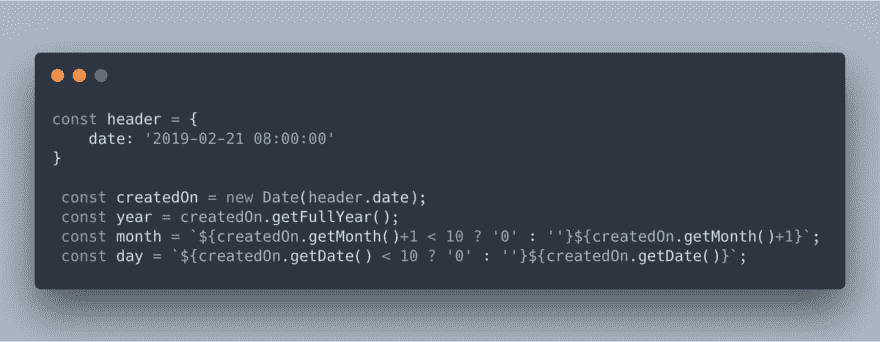 const header = {
    date: '2019-02-21 08:00:00'
}
const createdOn = new Date(header.date);
const year = createdOn.getFullYear();
const month = `${createdOn.getMonth()+1 < 10 ? '0' : ''}${createdOn.getMonth()+1}`;
const day = `${createdOn.getDate() < 10 ? '0' : ''}${createdOn.getDate()}`;